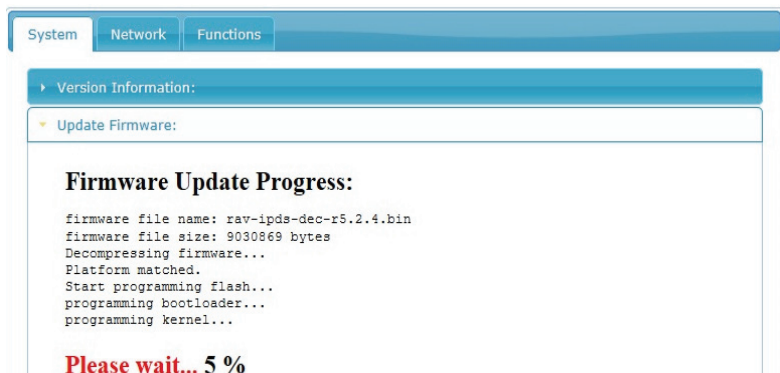 System Network Functions
Version Information:
Update Firmware:
Firmware Update Progress:
firmware file name: rav-ipds-dec-r5.2.4.bin
firmware file size: 9030869 bytes
Decompressing firmware...
Platform matched.
Start programming flash...
programming bootloader...
programming kernel...
Please wait... 5 %